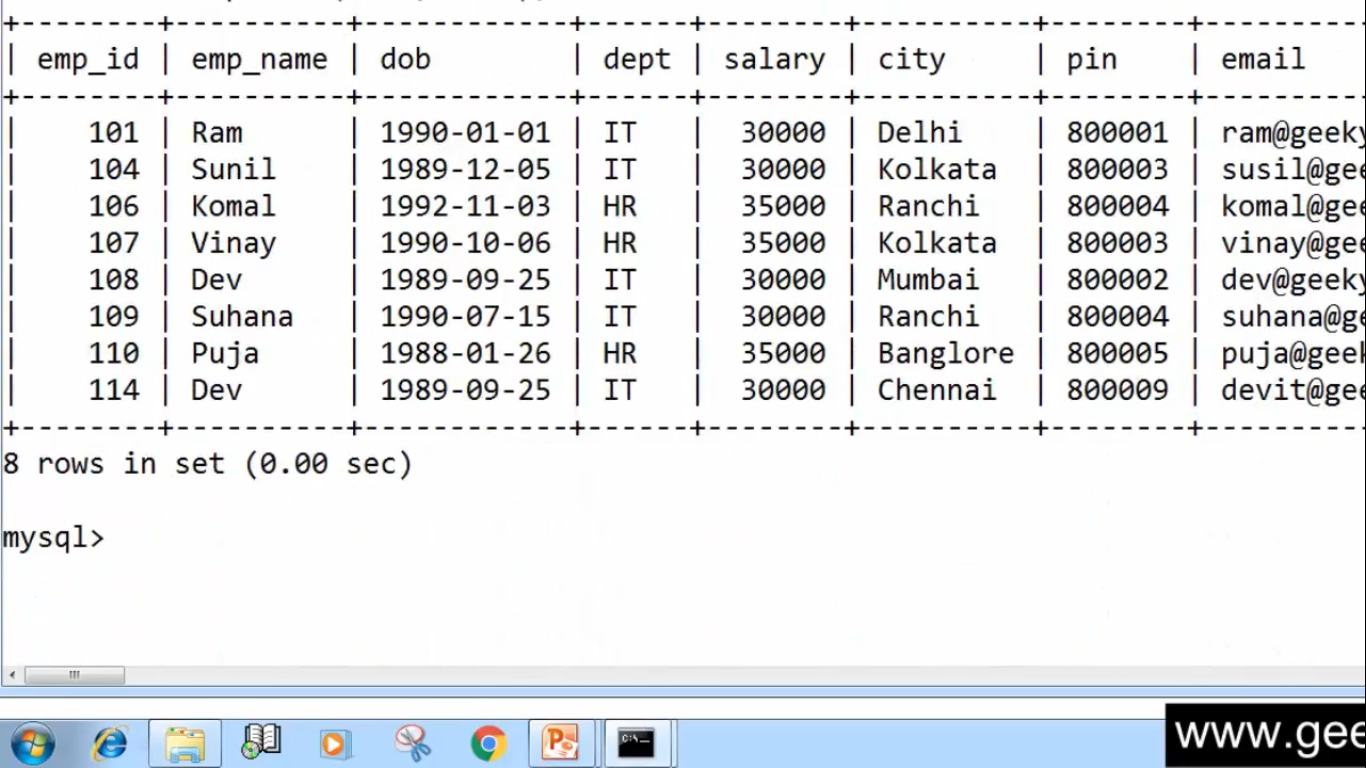 +--------+----------+------------+------+--------+----------+--------+---------
| emp_id | emp_name | dob        | dept | salary | city     | pin    | email
+--------+----------+------------+------+--------+----------+--------+---------
|    101 | Ram      | 1990-01-01 | IT   |  30000 | Delhi    | 800001 | ram@geeky
|    104 | Sunil    | 1989-12-05 | IT   |  30000 | Kolkata  | 800003 | susil@gee
|    106 | Komal    | 1992-11-03 | HR   |  35000 | Ranchi   | 800004 | komal@ge
|    107 | Vinay    | 1990-10-06 | HR   |  35000 | Kolkata  | 800003 | vinay@ge
|    108 | Dev      | 1989-09-25 | IT   |  30000 | Mumbai   | 800002 | dev@geeky
|    109 | Suhana   | 1990-07-15 | IT   |  30000 | Ranchi   | 800004 | suhana@g
|    110 | Puja     | 1988-01-26 | HR   |  35000 | Banglore | 800005 | puja@geek
|    114 | Dev      | 1989-09-25 | IT   |  30000 | Chennai  | 800009 | devit@ge
+--------+----------+------------+------+--------+----------+--------+---------
8 rows in set (0.00 sec)
mysql>
www.gee